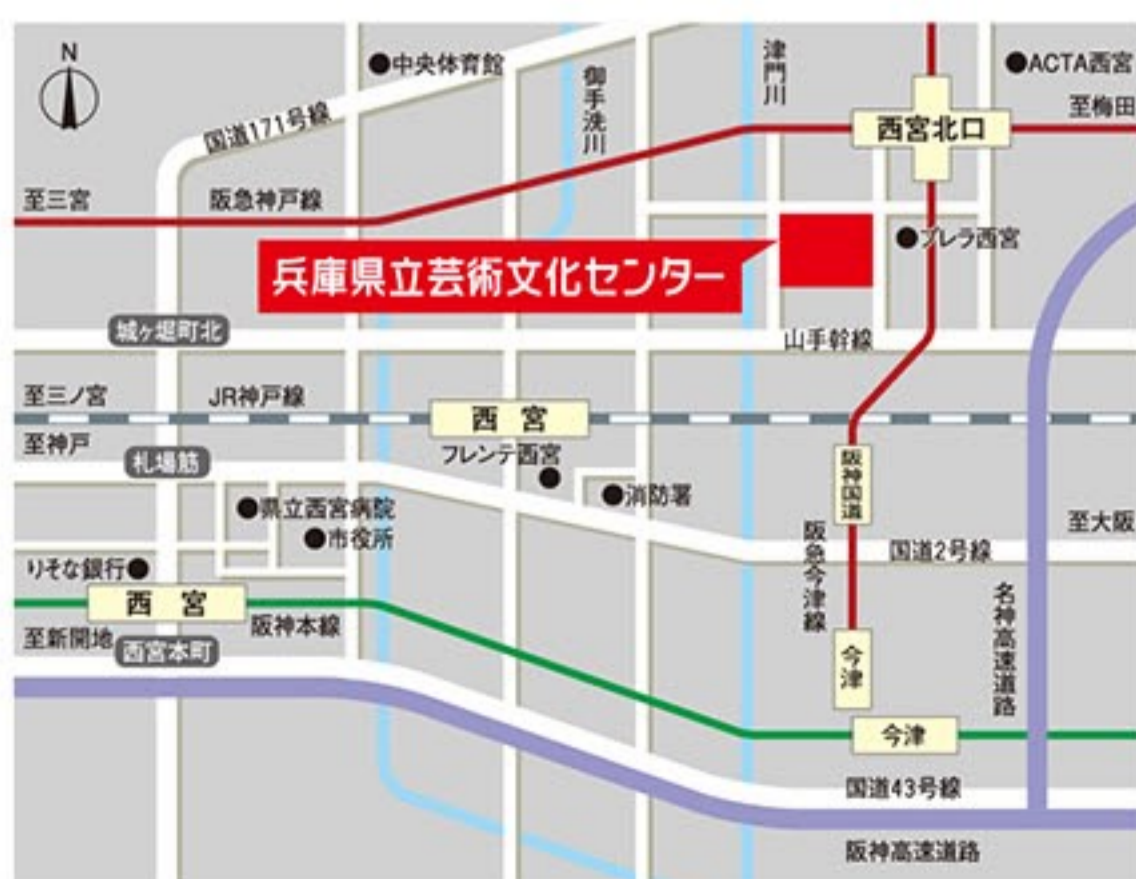 N
●中央体育館
御手洗川
津門川
●ACTA西宮
国道171号線
西宮北口
至梅田
至三宮
阪急神戸線
●プレラ西宮
兵庫県立芸術文化センター
城ヶ堀町北
山手幹線
至三ノ宮
JR神戸線
西宮
至神戸
札場筋
フレンテ西宮
●
阪神国道
●県立西宮病院
●消防署
●市役所
阪急今津線
国道2号線
至大阪
りそな銀行●
西宮
阪神本線
名神高速道路
至新開地
西宮本町
今津
今津
国道43号線
阪神高速道路